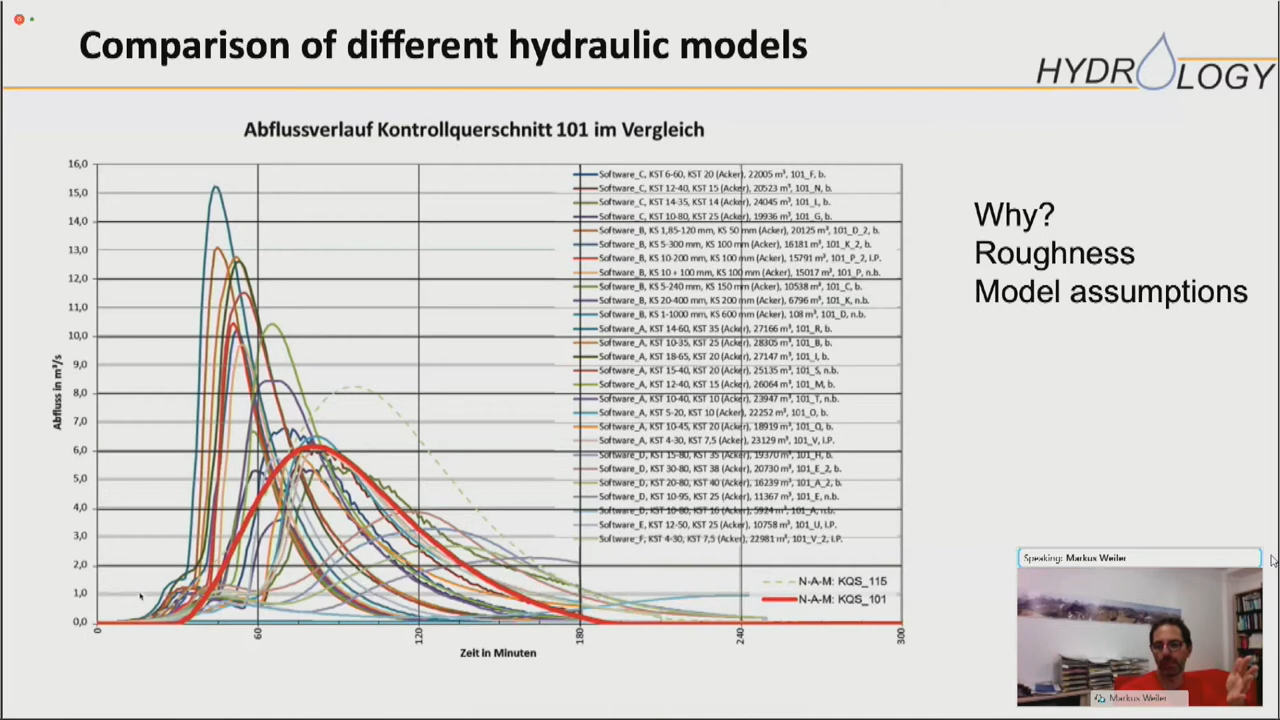 Comparison of different hydraulic models
HYDROLOGY
Abflussverlauf Kontrollquerschnitt 101 im Vergleich
16,0
15,0
14,0
13,0
12,0
11,0
10,0
9,0
8,0
7,0
6,0
5,0
4,0
3,0
2,0
1,0
0,0
Abfluss in m³/s
0
60
120
180
240
300
Zeit in Minuten
Software_C, KST 6-60, KST 20 (Acker), 22005 m³, 101_F, b.
Software_C, KST 12-40, KST 15 (Acker), 20523 m³, 101_N, b.
Software_C, KST 14-35, KST 14 (Acker), 24045 m³, 101_L, b.
Software_C, KST 10-80, KST 25 (Acker), 19936 m³, 101_G, b.
Software_B, KS 1,85-120 mm, KS 50 mm (Acker), 20125 m³, 101_D_2, b.
Software_B, KS 5-300 mm, KS 100 mm (Acker), 16181 m³, 101_K_2, b.
Software_B, KS 10-200 mm, KS 100 mm (Acker), 15791 m³, 101_P_2, i.P.
Software_B, KS 10 + 100 mm, KS 100 mm (Acker), 15017 m³, 101_P, n.b.
Software_B, KS 5-240 mm, KS 150 mm (Acker), 10538 m³, 101_C, b.
Software_B, KS 20-400 mm, KS 200 mm (Acker), 6796 m³, 101_K, n.b.
Software_B, KS 1-1000 mm, KS 600 mm (Acker), 108 m³, 101_D, n.b.
Software_A, KST 14-60, KST 35 (Acker), 27166 m³, 101_R, b.
Software_A, KST 10-35, KST 25 (Acker), 28305 m³, 101_B, b.
Software_A, KST 18-65, KST 20 (Acker), 27147 m³, 101_I, b.
Software_A, KST 15-40, KST 20 (Acker), 25135 m³, 101_S, n.b.
Software_A, KST 12-40, KST 15 (Acker), 26064 m³, 101_M, b.
Software_A, KST 10-40, KST 10 (Acker), 23947 m³, 101_T, n.b.
Software_A, KST 5-20, KST 10 (Acker), 22252 m³, 101_O, b.
Software_A, KST 10-45, KST 20 (Acker), 18919 m³, 101_Q, b.
Software_A, KST 4-30, KST 7,5 (Acker), 23129 m³, 101_V, i.P.
Software_D, KST 15-80, KST 35 (Acker), 19370 m³, 101_H, b.
Software_D, KST 30-80, KST 38 (Acker), 20730 m³, 101_E_2, b.
Software_D, KST 20-80, KST 40 (Acker), 16239 m³, 101_A_2, b.
Software_D, KST 10-95, KST 25 (Acker), 11367 m³, 101_E, n.b.
Software_D, KST 10-80, KST 16 (Acker), 5924 m³, 101_A, n.b.
Software_E, KST 12-50, KST 25 (Acker), 10758 m³, 101_U, i.P.
Software_F, KST 4-30, KST 7,5 (Acker), 22981 m³, 101_V_2, i.P.
N-A-M: KQS_115
N-A-M: KQS_101
Why?
Roughness
Model assumptions
Speaking: Markus Weiler
Markus Weiler